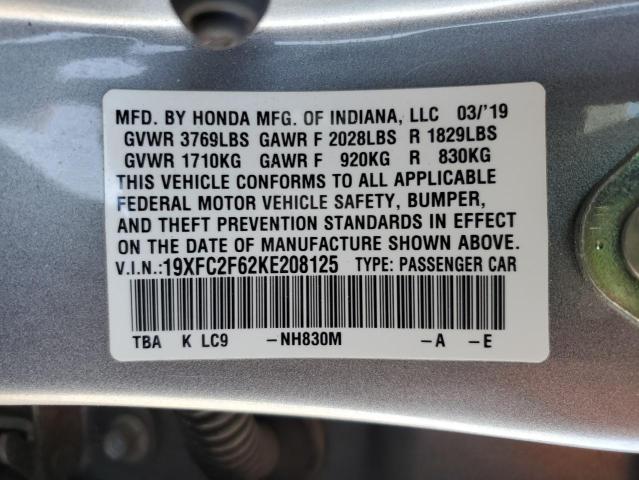 MFD. BY HONDA MFG. OF INDIANA, LLC 03/'19
GVWR 3769LBS GAWR F 2028LBS R 1829LBS
GVWR 1710KG GAWR F 920KG R 830KG
THIS VEHICLE CONFORMS TO ALL APPLICABLE
FEDERAL MOTOR VEHICLE SAFETY, BUMPER,
AND THEFT PREVENTION STANDARDS IN EFFECT
ON THE DATE OF MANUFACTURE SHOWN ABOVE.
V.I.N.:19XFC2F62KE208125 TYPE: PASSENGER CAR
TBA K LC9 -NH830M -A -E